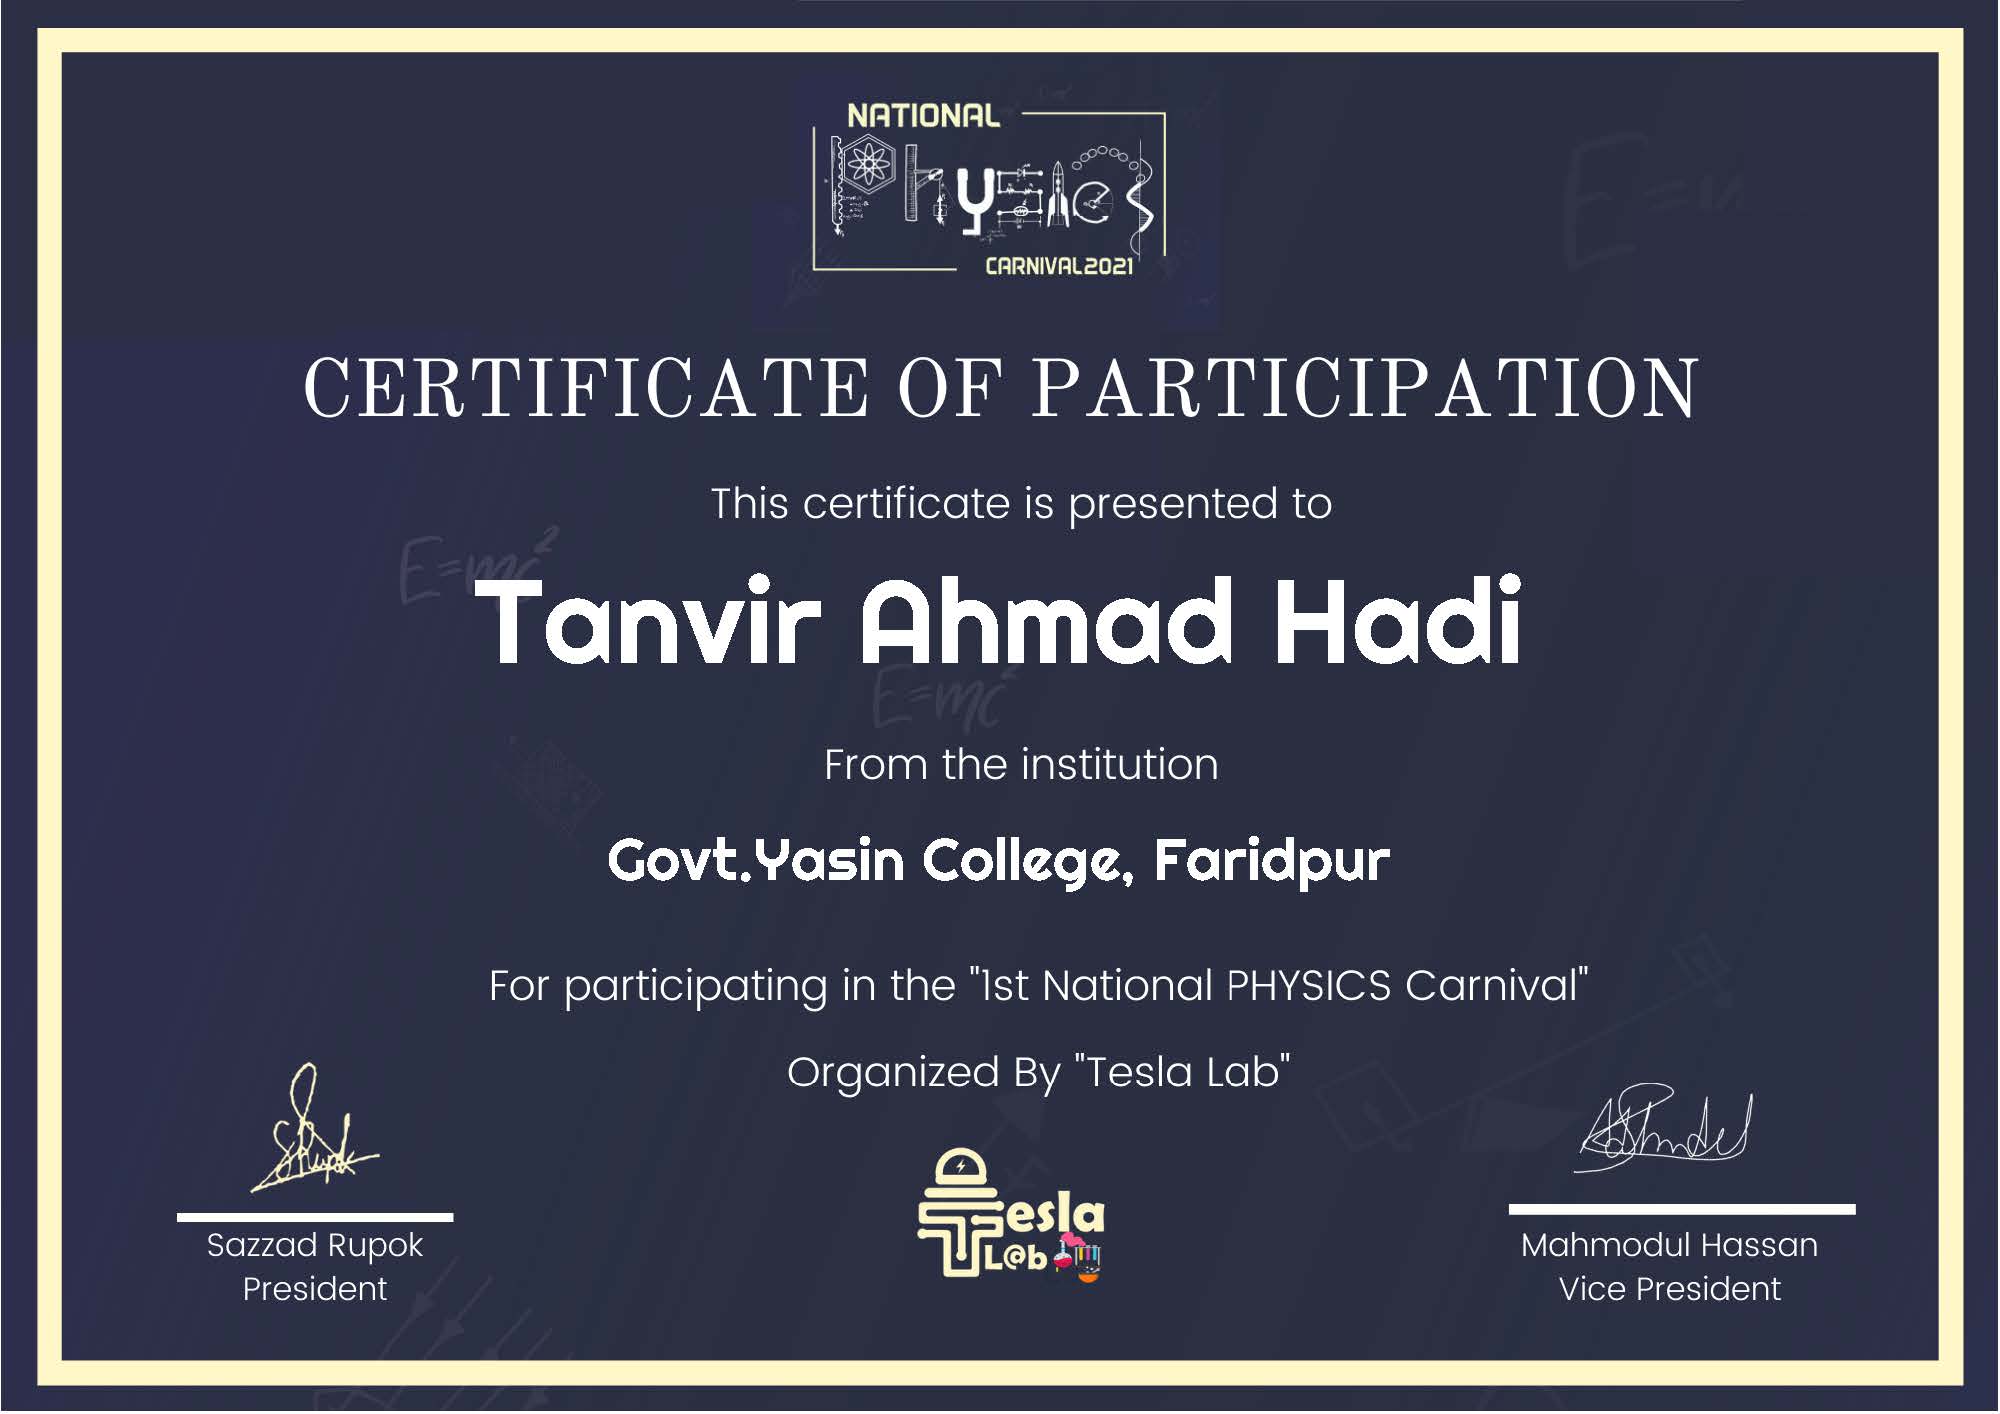 NATIONAL
Physics
CARNIVAL2021
CERTIFICATE OF PARTICIPATION
This certificate is presented to
E=mc²
Tanvir Ahmad Hadi
E=mc²
From the institution
Govt.Yasin College, Faridpur
For participating in the "1st National PHYSICS Carnival"
Organized By "Tesla Lab"
Tesla
L@b
Sazzad Rupok
President
Mahmodul Hassan
Vice President